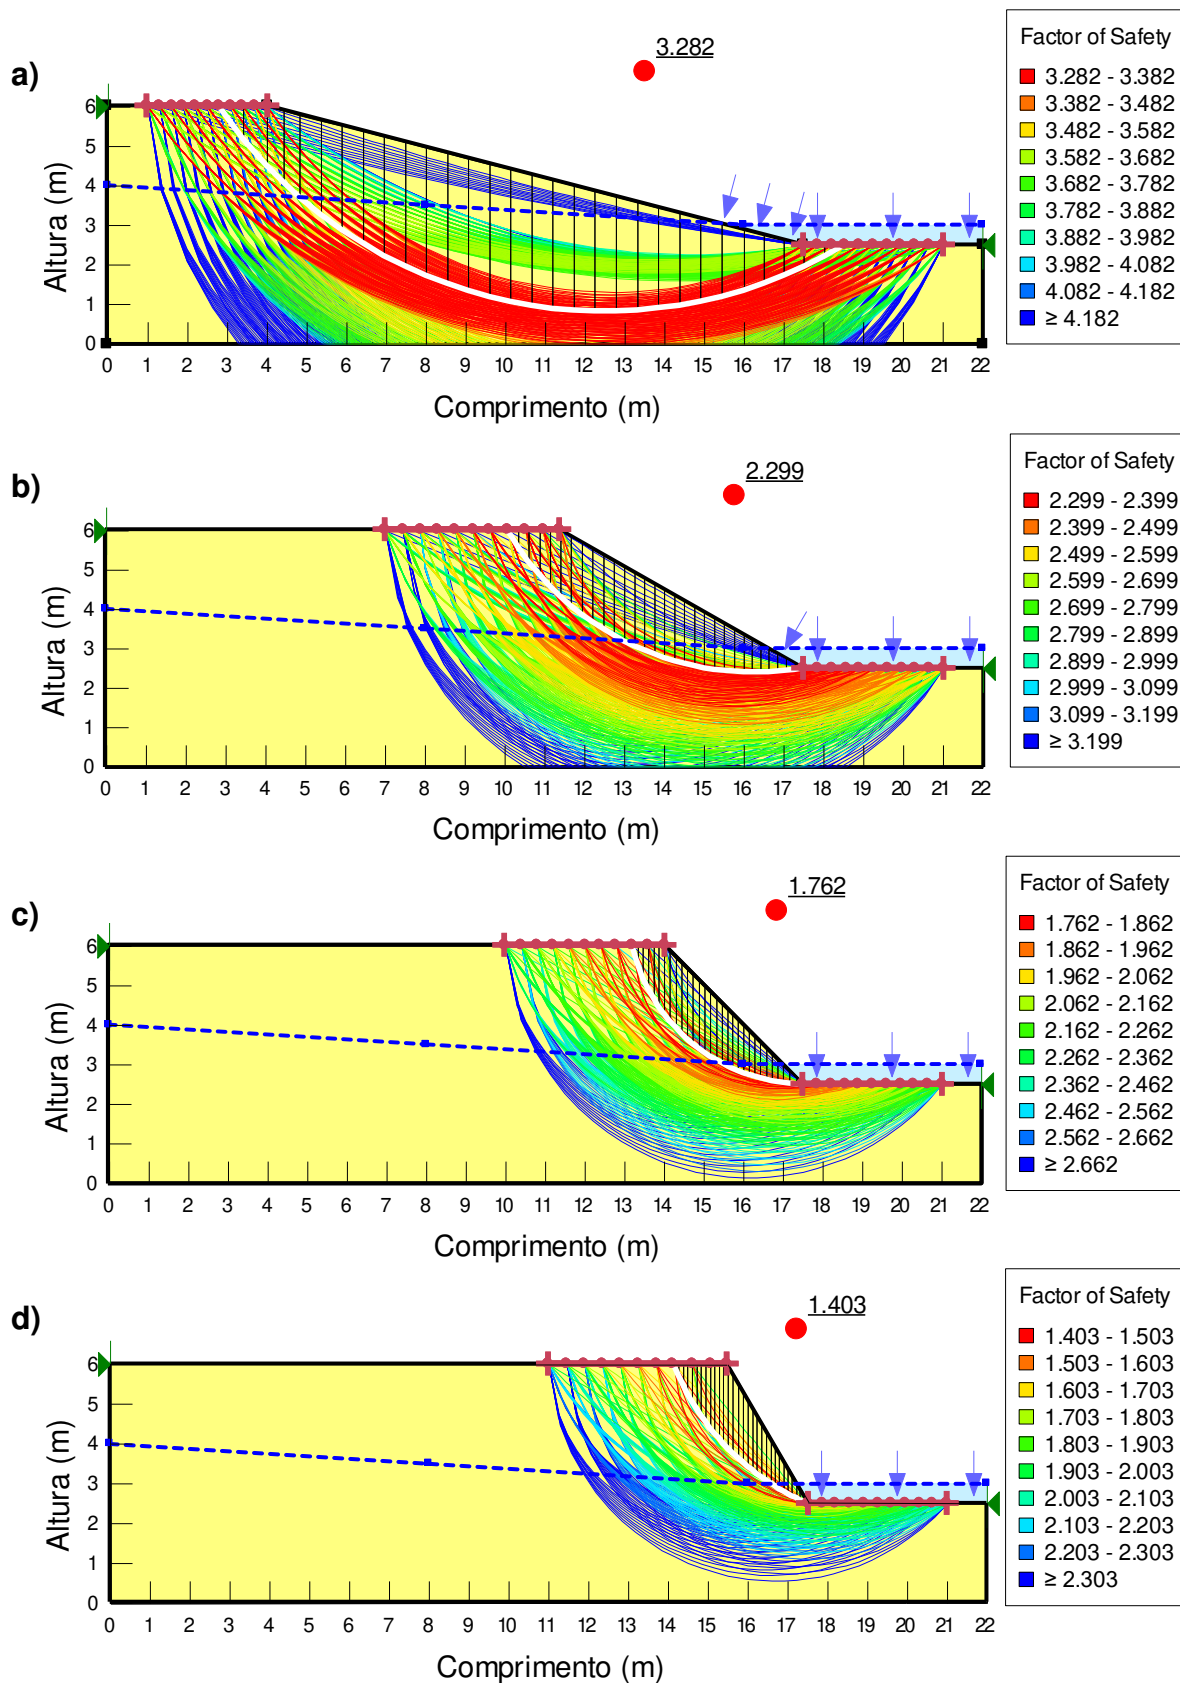 a)
3.282
Factor of Safety
3.282 - 3.382
3.382 - 3.482
3.482 - 3.582
3.582 - 3.682
3.682 - 3.782
3.782 - 3.882
3.882 - 3.982
3.982 - 4.082
4.082 - 4.182
≥ 4.182
Altura (m)
6
5
4
3
2
1
0
0 1 2 3 4 5 6 7 8 9 10 11 12 13 14 15 16 17 18 19 20 21 22
Comprimento (m)
b)
2.299
Factor of Safety
2.299 - 2.399
2.399 - 2.499
2.499 - 2.599
2.599 - 2.699
2.699 - 2.799
2.799 - 2.899
2.899 - 2.999
2.999 - 3.099
3.099 - 3.199
≥ 3.199
Altura (m)
6
5
4
3
2
1
0
0 1 2 3 4 5 6 7 8 9 10 11 12 13 14 15 16 17 18 19 20 21 22
Comprimento (m)
c)
1.762
Factor of Safety
1.762 - 1.862
1.862 - 1.962
1.962 - 2.062
2.062 - 2.162
2.162 - 2.262
2.262 - 2.362
2.362 - 2.462
2.462 - 2.562
2.562 - 2.662
≥ 2.662
Altura (m)
6
5
4
3
2
1
0
0 1 2 3 4 5 6 7 8 9 10 11 12 13 14 15 16 17 18 19 20 21 22
Comprimento (m)
d)
1.403
Factor of Safety
1.403 - 1.503
1.503 - 1.603
1.603 - 1.703
1.703 - 1.803
1.803 - 1.903
1.903 - 2.003
2.003 - 2.103
2.103 - 2.203
2.203 - 2.303
≥ 2.303
Altura (m)
6
5
4
3
2
1
0
0 1 2 3 4 5 6 7 8 9 10 11 12 13 14 15 16 17 18 19 20 21 22
Comprimento (m)